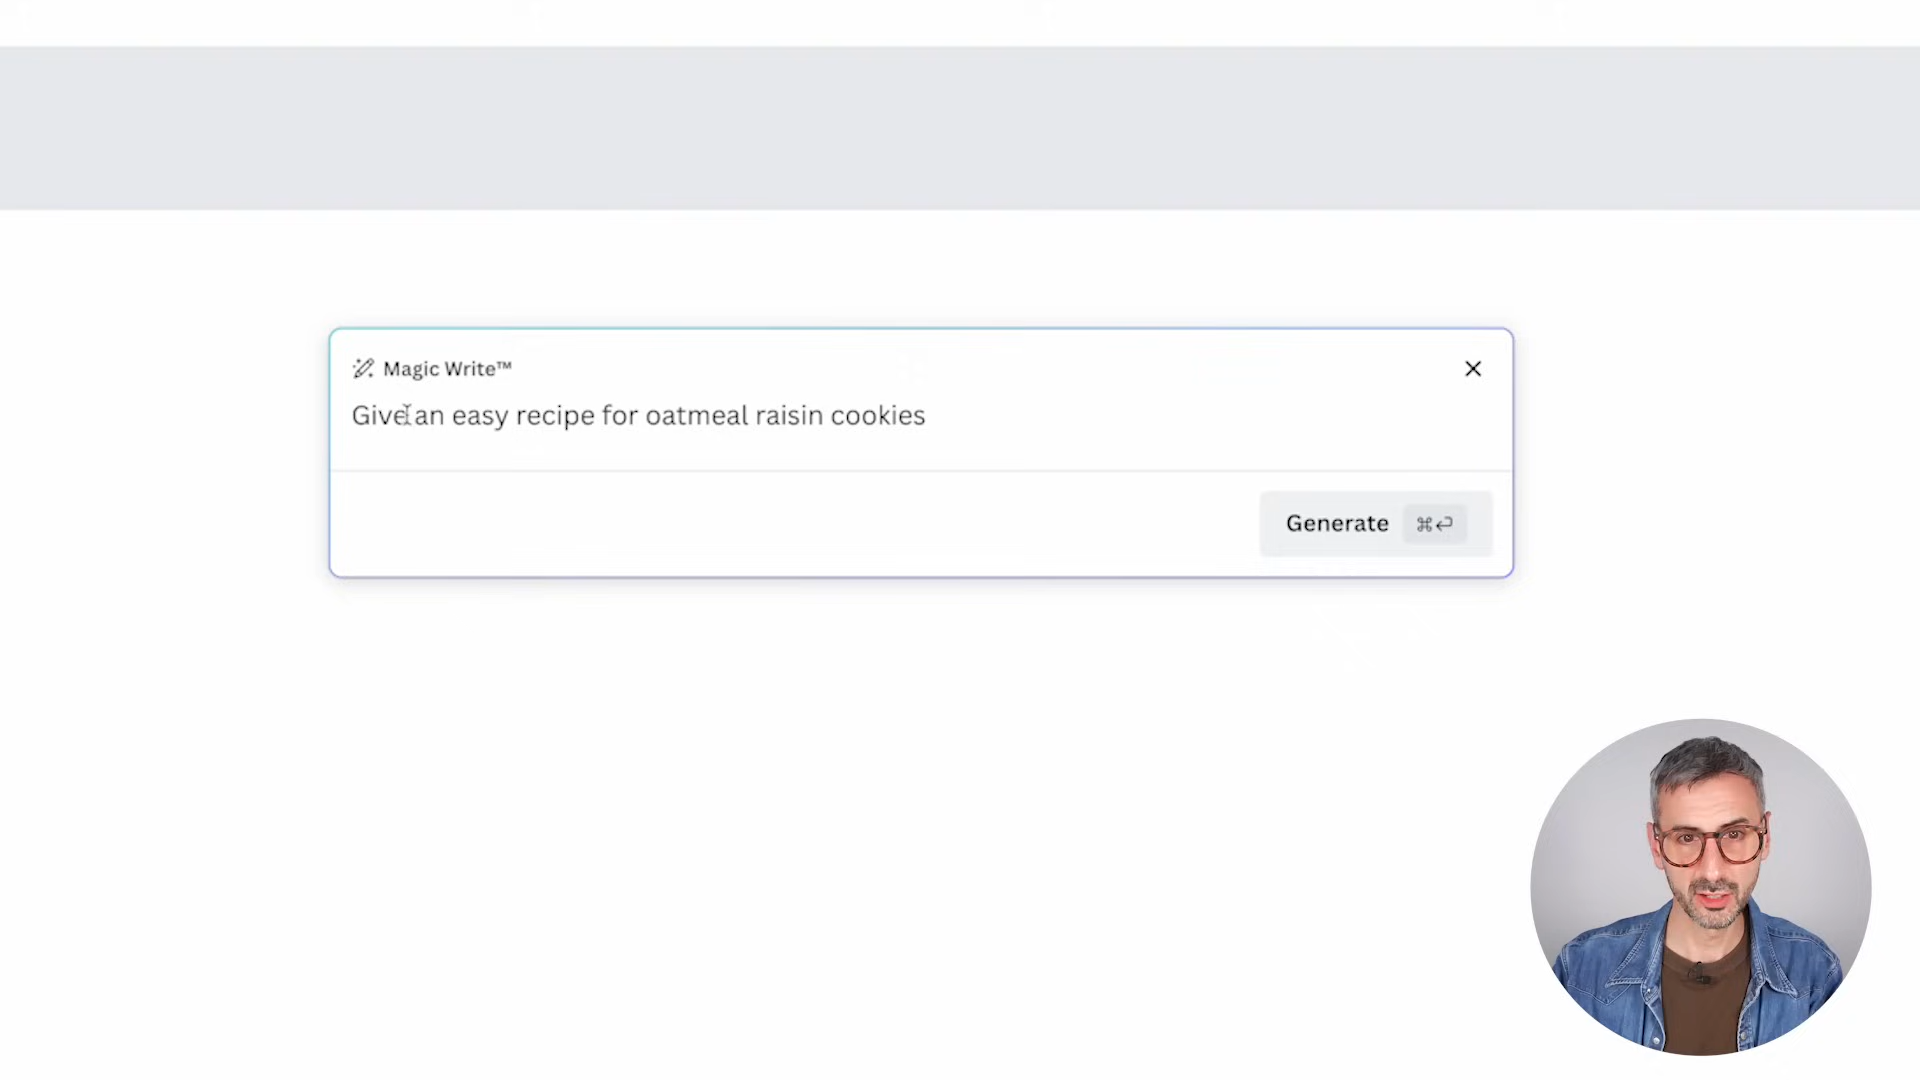 Magic Write™
Give an easy recipe for oatmeal raisin cookies
Generate ⌘↩